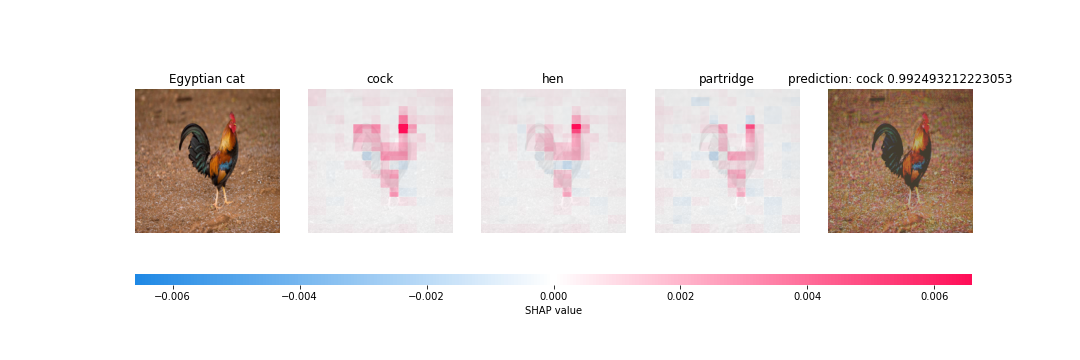 Egyptian cat
cock
hen
partridge
prediction: cock 0.992493212223053
−0.006
−0.004
−0.002
0.000
0.002
0.004
0.006
SHAP value